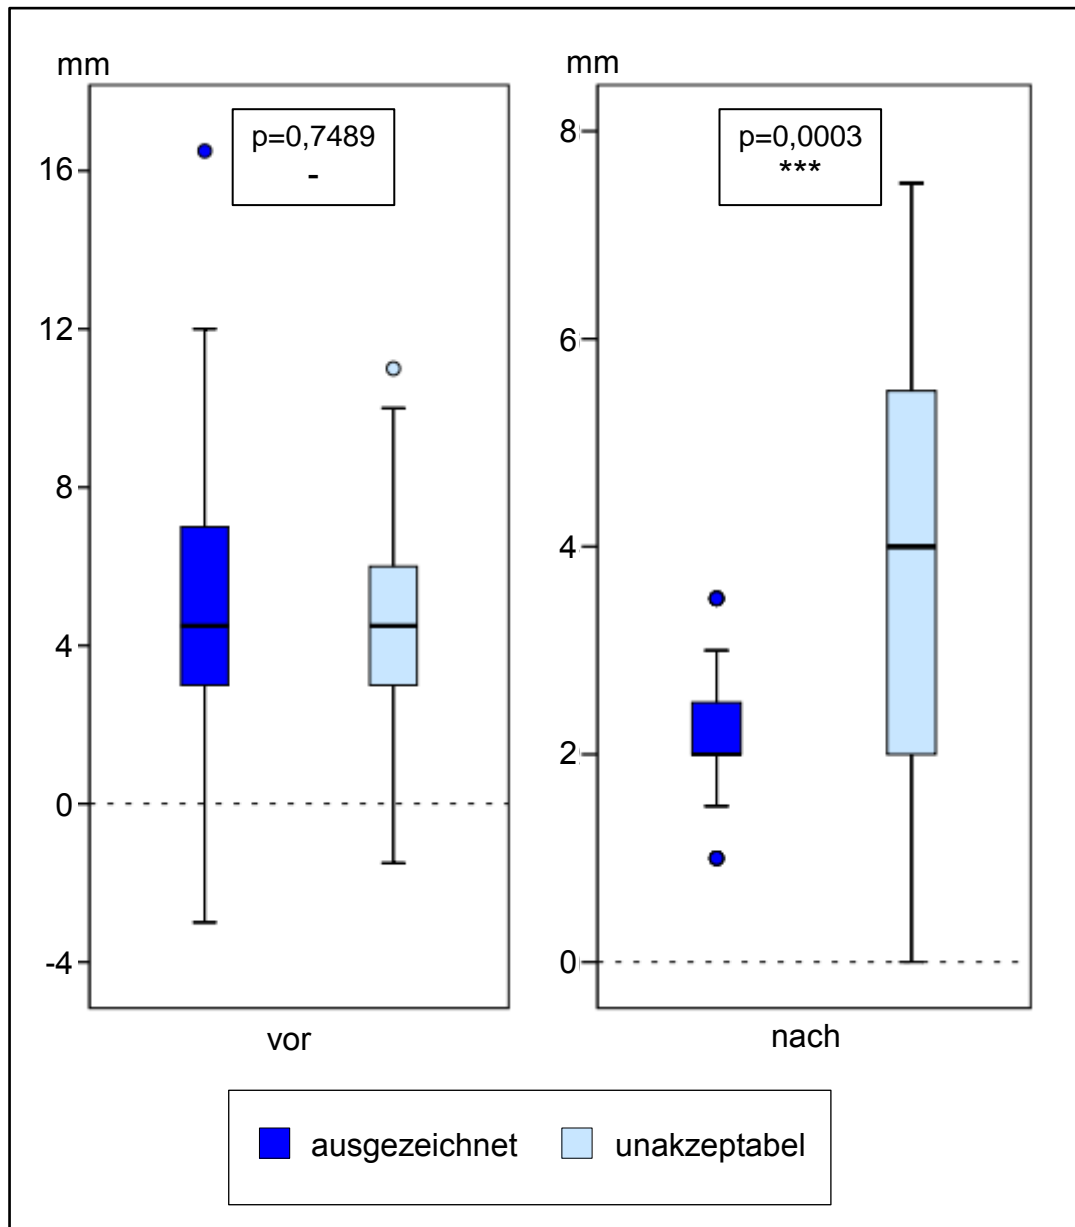 mm
p=0,7489
-
16
12
8
4
0
-4
vor
mm
p=0,0003
***
8
6
4
2
0
nach
ausgezeichnet
unakzeptabel